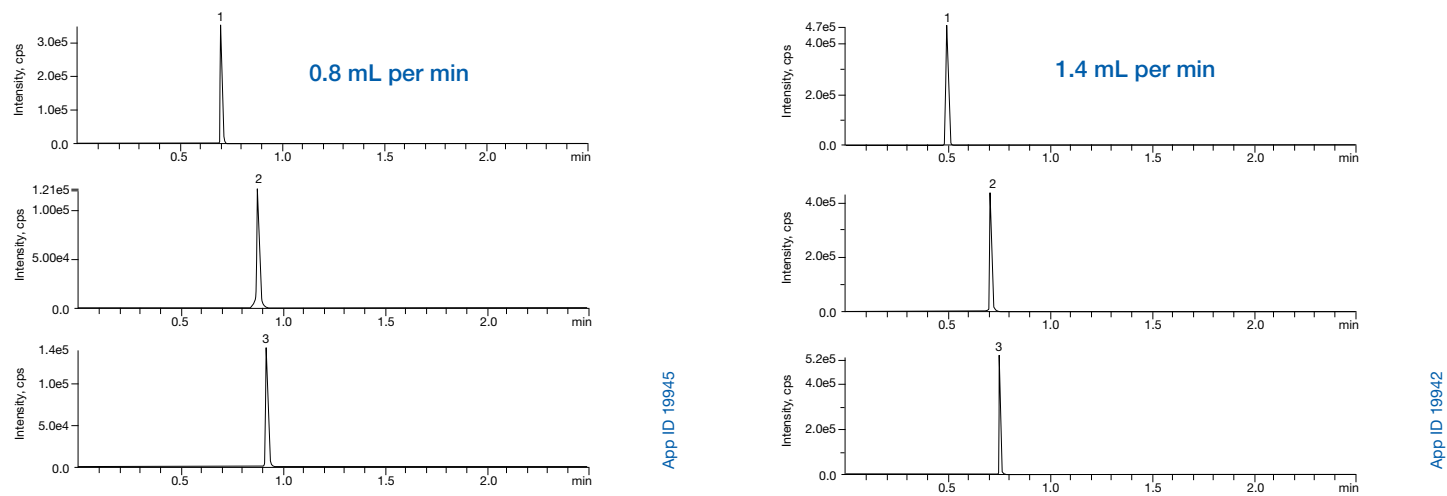 1
0.8 mL per min
Intensity, cps
3.0e5
2.0e5
1.0e5
0.0
0.5 1.0 1.5 2.0 min
2
Intensity, cps
1.21e5
1.00e5
5.00e4
0.0
0.5 1.0 1.5 2.0 min
3
Intensity, cps
1.4e5
1.0e5
5.0e4
0.0
0.5 1.0 1.5 2.0 min
App ID 19945
1
1.4 mL per min
Intensity, cps
4.7e5
4.0e5
2.0e5
0.0
0.5 1.0 1.5 2.0 min
2
Intensity, cps
4.0e5
2.0e5
0.0
0.5 1.0 1.5 2.0 min
3
Intensity, cps
5.2e5
4.0e5
2.0e5
0.0
0.5 1.0 1.5 2.0 min
App ID 19942